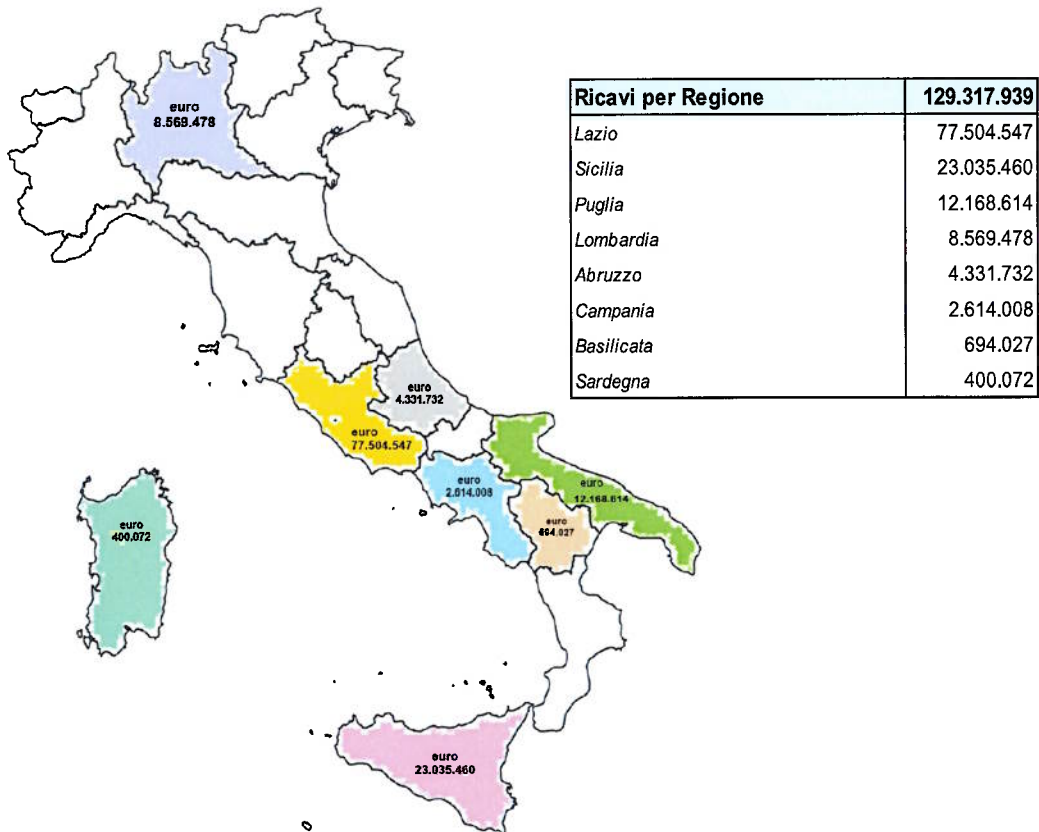 euro
8.569.478
Ricavi per Regione 129.317.939
Lazio 77.504.547
Sicilia 23.035.460
Puglia 12.168.614
Lombardia 8.569.478
Abruzzo 4.331.732
Campania 2.614.008
Basilicata 694.027
Sardegna 400.072
euro
4.331.732
euro
77.504.547
euro
2.614.008
euro
12.168.614
euro
694.027
euro
400.072
euro
23.035.460